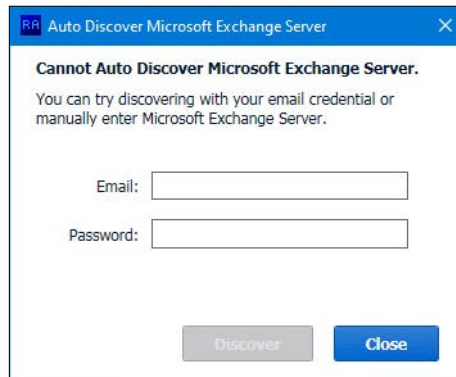 RA Auto Discover Microsoft Exchange Server
Cannot Auto Discover Microsoft Exchange Server.
You can try discovering with your email credential or
manually enter Microsoft Exchange Server.
Email:
Password:
Discover Close